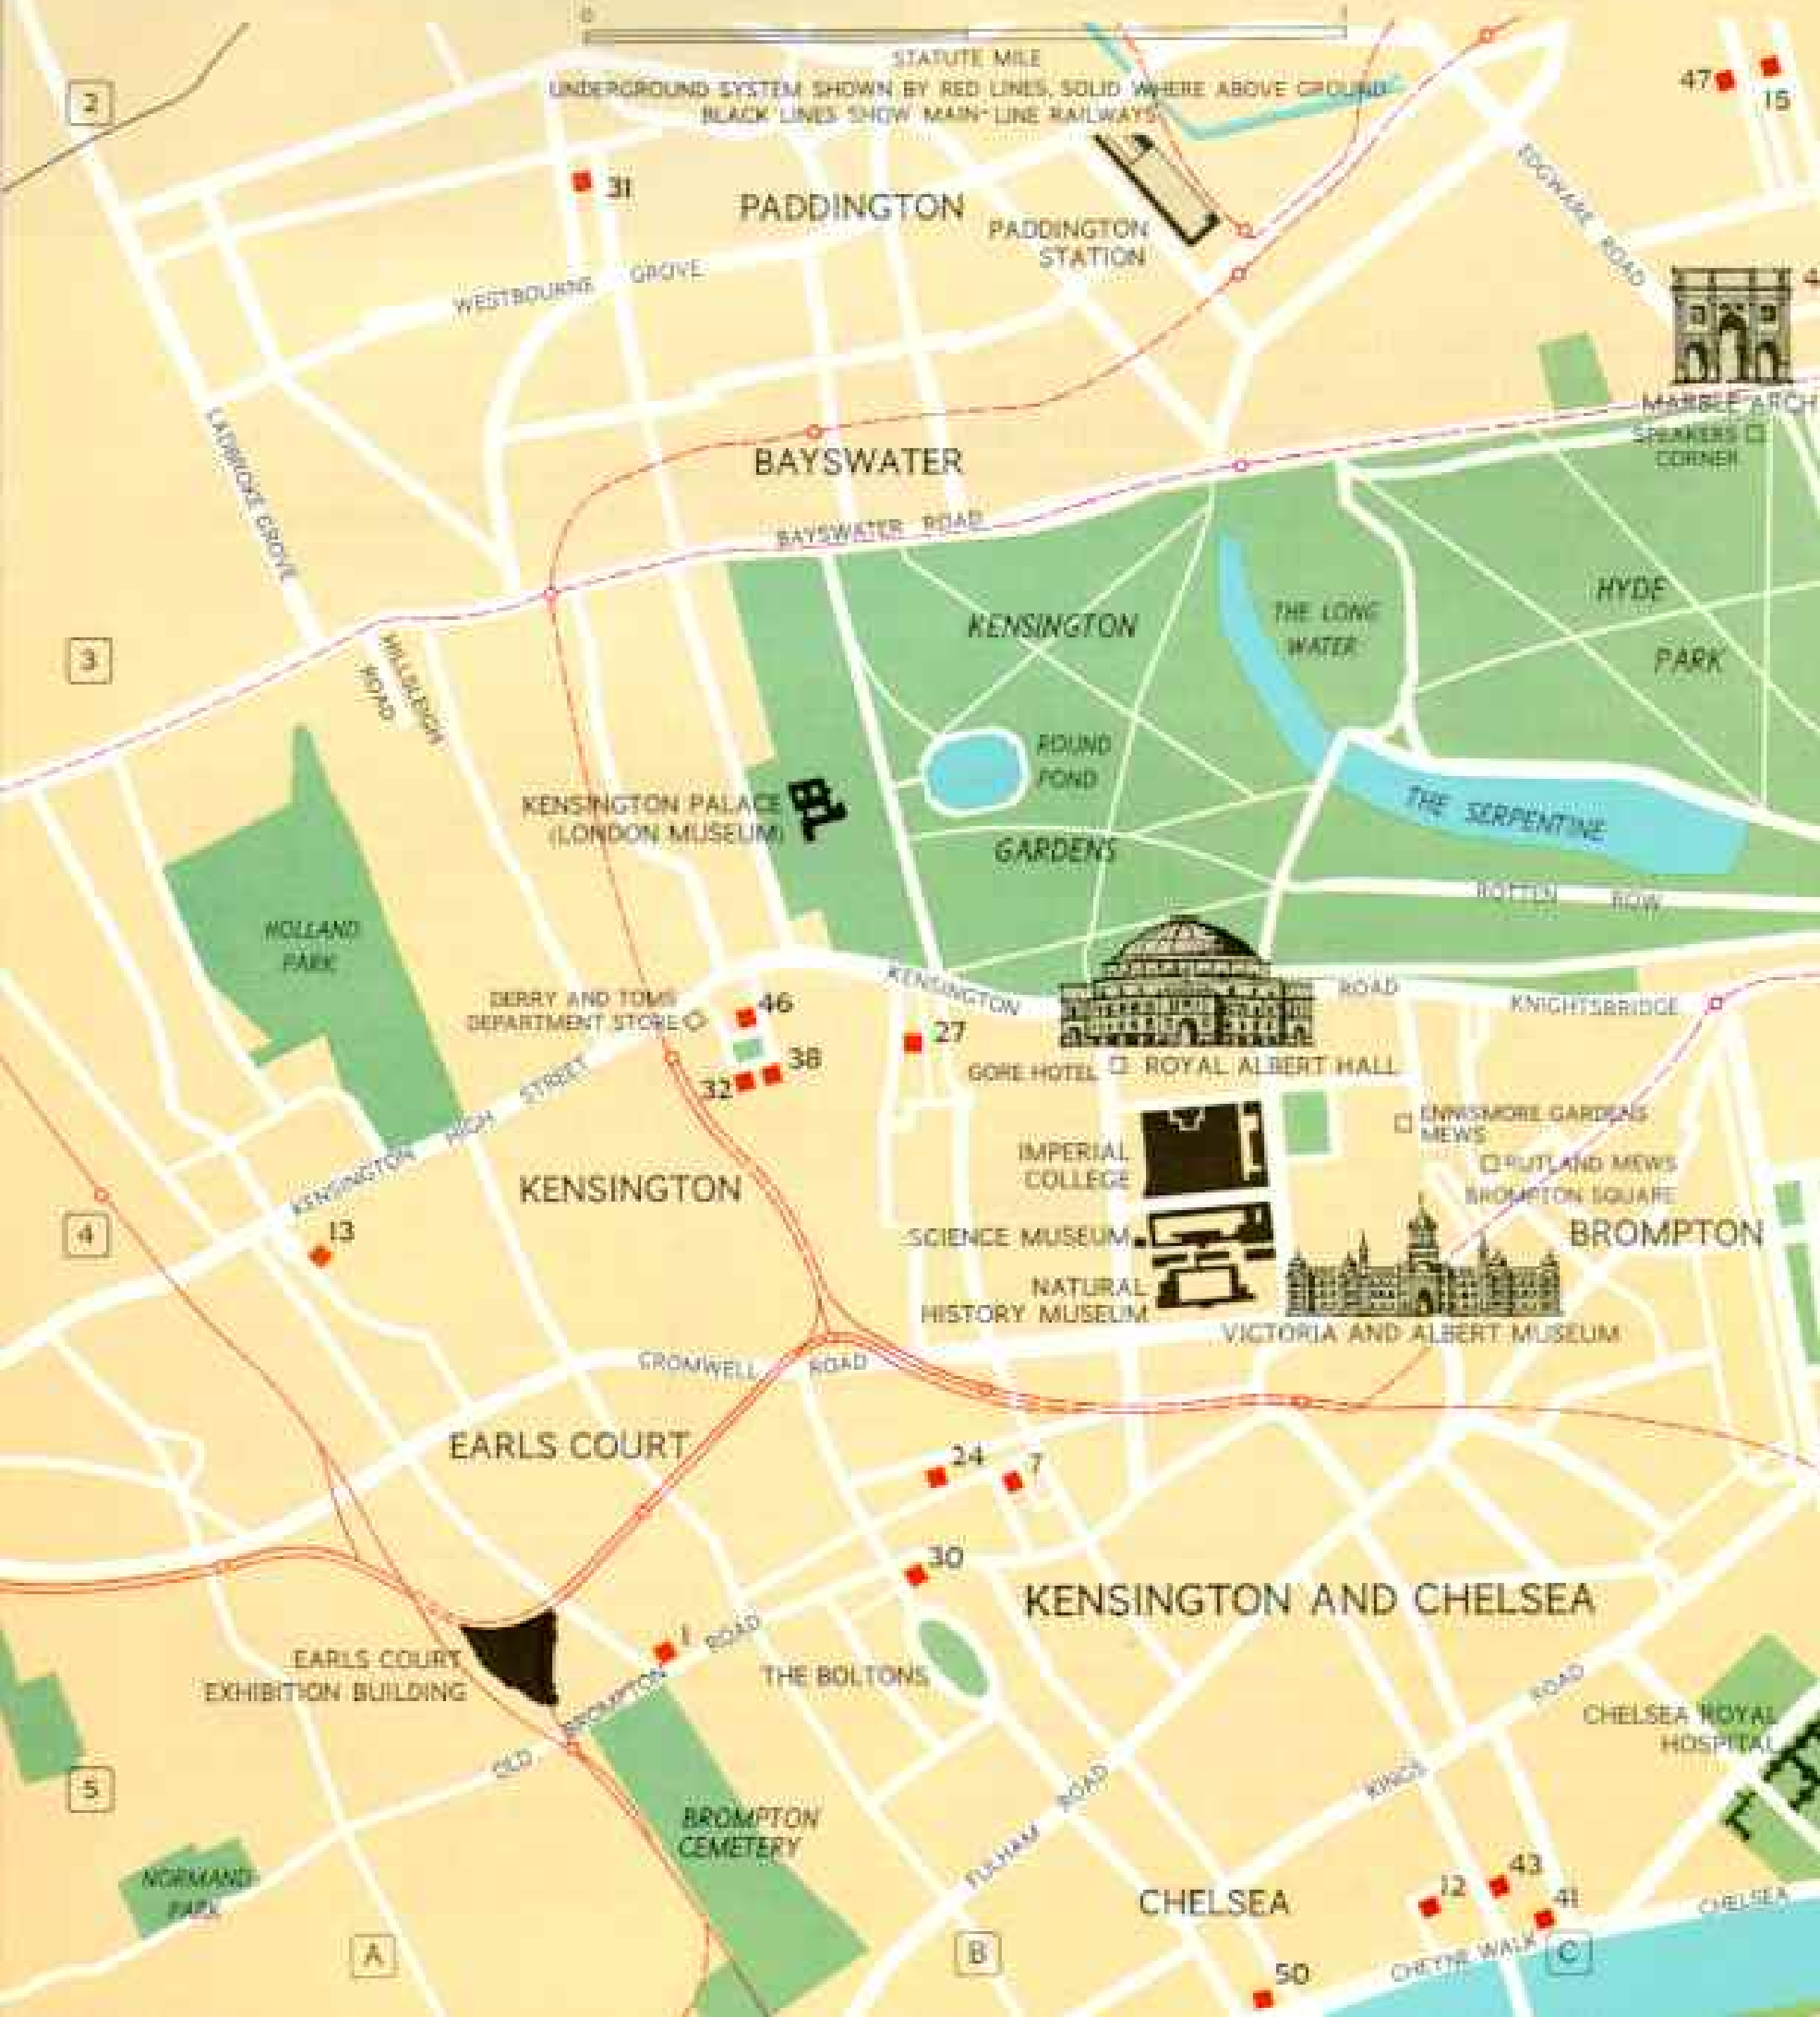 0 1
STATUTE MILE
UNDERGROUND SYSTEM SHOWN BY RED LINES, SOLID WHERE ABOVE GROUND
BLACK LINES SHOW MAIN-LINE RAILWAYS
2
47
15
31
PADDINGTON
PADDINGTON
STATION
EDGWARE ROAD
WESTBOURNE GROVE
4
MARBLE ARCH
SPEAKERS
CORNER
LADBROKE GROVE
BAYSWATER
BAYSWATER ROAD
3
HILLSLEIGH
ROAD
KENSINGTON
THE LONG
WATER
HYDE
PARK
ROUND
POND
KENSINGTON PALACE
(LONDON MUSEUM)
GARDENS
THE SERPENTINE
ROTTEN ROW
HOLLAND
PARK
KENSINGTON ROAD
KNIGHTSBRIDGE
DERRY AND TOMS
DEPARTMENT STORE
46
27
38
32
GORE HOTEL
ROYAL ALBERT HALL
KENSINGTON HIGH STREET
ENNISMORE GARDENS
MEWS
IMPERIAL
COLLEGE
RUTLAND MEWS
BROMPTON SQUARE
KENSINGTON
4
13
SCIENCE MUSEUM
BROMPTON
NATURAL
HISTORY MUSEUM
VICTORIA AND ALBERT MUSEUM
CROMWELL ROAD
EARLS COURT
24
7
30
KENSINGTON AND CHELSEA
1
EARLS COURT
EXHIBITION BUILDING
OLD BROMPTON ROAD
THE BOLTONS
CHELSEA ROYAL
HOSPITAL
KINGS ROAD
FULHAM ROAD
5
BROMPTON
CEMETERY
NORMAND
PARK
CHELSEA
12
43
41
CHELSEA
CHEYNE WALK
A
B
C
50